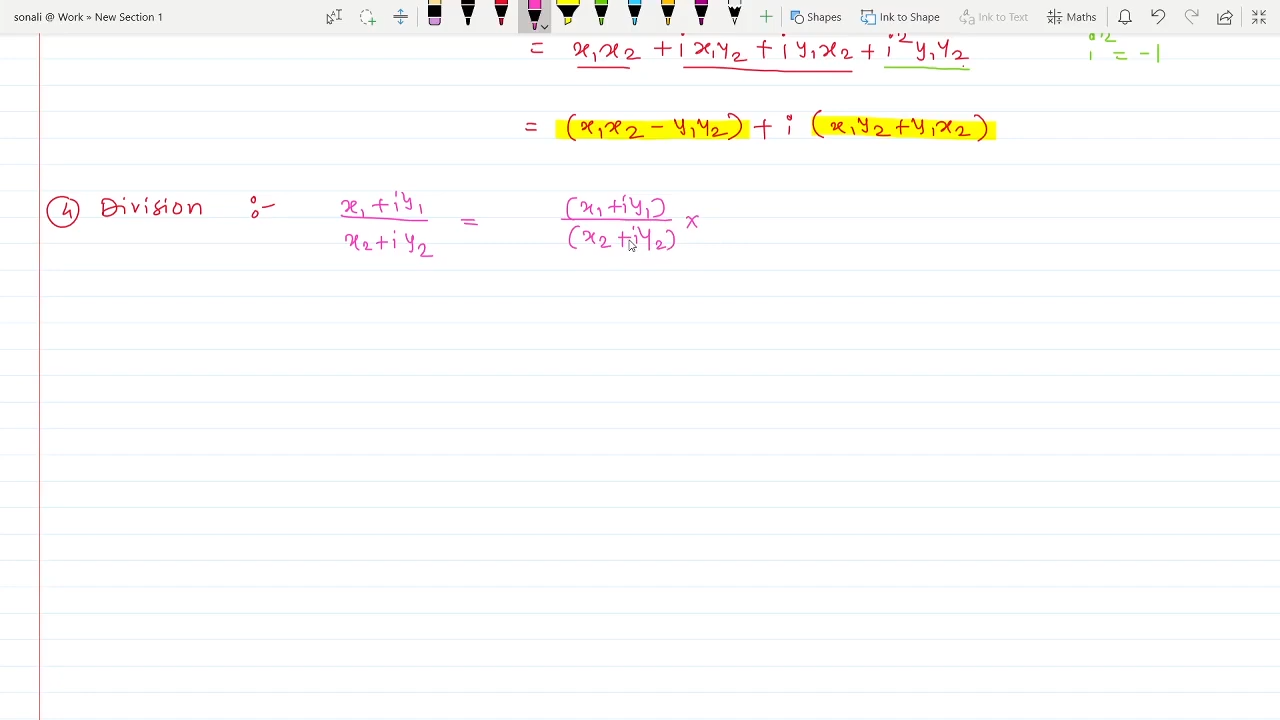 sonali @ Work » New Section 1
Shapes Ink to Shape Ink to Text Maths
= x₁x₂ + i x₁y₂ + i y₁x₂ + i² y₁y₂ i² = -1
= (x₁x₂ - y₁y₂) + i (x₁y₂ + y₁x₂)
④ Division :- x₁ + iy₁ / x₂ + i y₂ = (x₁ + iy₁) / (x₂ + iy₂) ×